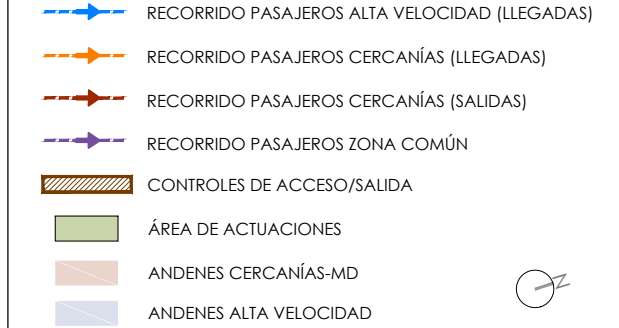 RECORRIDO PASAJEROS ALTA VELOCIDAD (LLEGADAS)
RECORRIDO PASAJEROS CERCANÍAS (LLEGADAS)
RECORRIDO PASAJEROS CERCANÍAS (SALIDAS)
RECORRIDO PASAJEROS ZONA COMÚN
CONTROLES DE ACCESO/SALIDA
ÁREA DE ACTUACIONES
ANDENES CERCANÍAS-MD
N
ANDENES ALTA VELOCIDAD